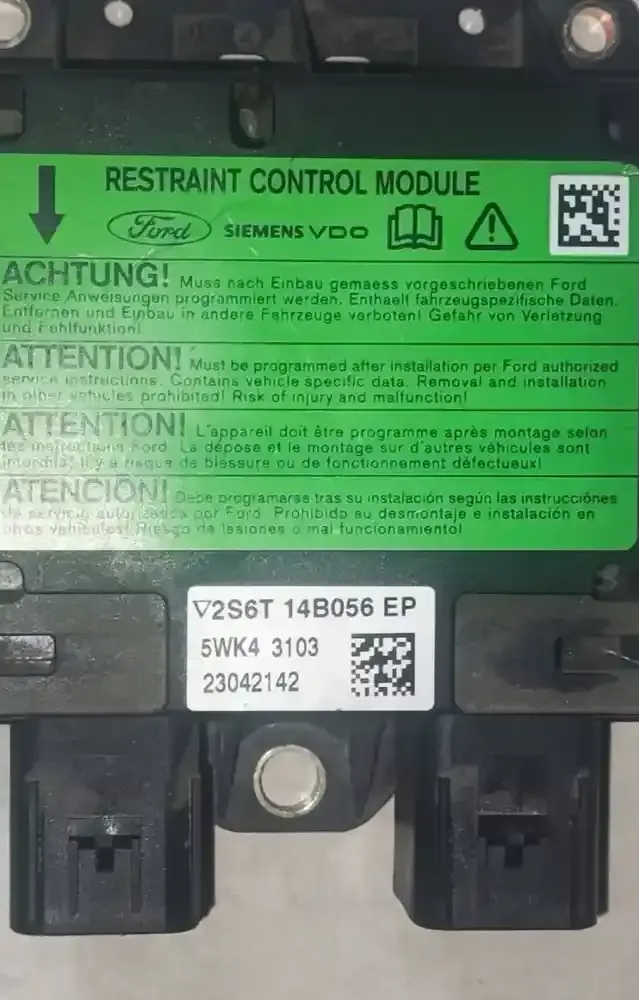 RESTRAINT CONTROL MODULE
Ford SIEMENS VDO
ACHTUNG! Muss nach Einbau gemaess vorgeschriebenen Ford
Service Anweisungen programmiert werden. Enthaelt fahrzeugspezifische Daten.
Entfernen und Einbau in andere Fahrzeuge verboten! Gefahr von Verletzung
und Fehlfunktion!
ATTENTION! Must be programmed after installation per Ford authorized
service instructions. Contains vehicle specific data. Removal and installation
in other vehicles prohibited! Risk of injury and malfunction!
ATTENTION! L'appareil doit être programme après montage selon
les instructions Ford. La dépose et le montage sur d'autres véhicules sont
interdits! Il y a risque de blessure ou de fonctionnement défectueux!
ATENCIÓN! Debe programarse tras su instalación según las instrucciónes
de servicio autorizadas por Ford. Prohibido su desmontaje e instalación en
otros vehículos! Riesgo de lesiones o mal funcionamiento!
2S6T 14B056 EP
5WK4 3103
23042142